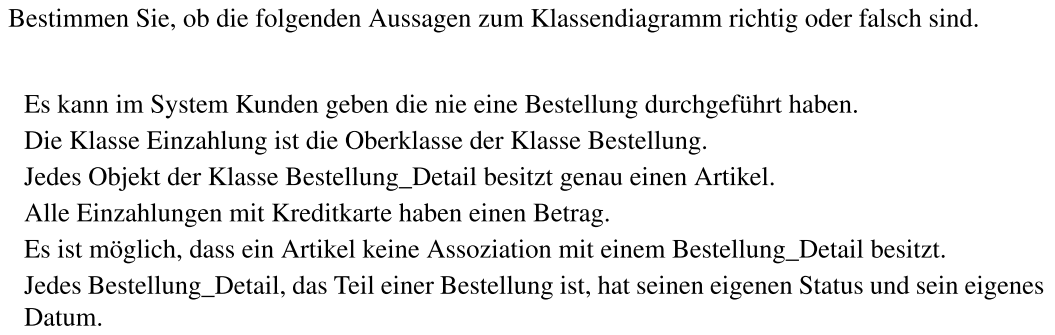 Bestimmen Sie, ob die folgenden Aussagen zum Klassendiagramm richtig oder falsch sind.
Es kann im System Kunden geben die nie eine Bestellung durchgeführt haben.
Die Klasse Einzahlung ist die Oberklasse der Klasse Bestellung.
Jedes Objekt der Klasse Bestellung_Detail besitzt genau einen Artikel.
Alle Einzahlungen mit Kreditkarte haben einen Betrag.
Es ist möglich, dass ein Artikel keine Assoziation mit einem Bestellung_Detail besitzt.
Jedes Bestellung_Detail, das Teil einer Bestellung ist, hat seinen eigenen Status und sein eigenes
Datum.